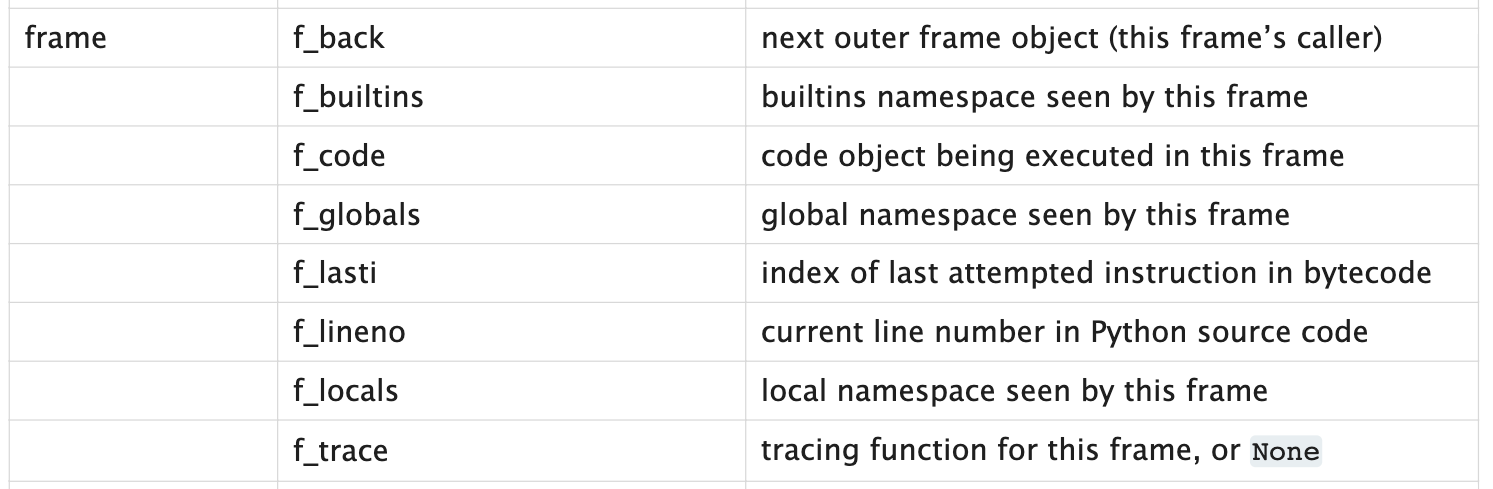 frame f_back next outer frame object (this frame’s caller)
f_builtins builtins namespace seen by this frame
f_code code object being executed in this frame
f_globals global namespace seen by this frame
f_lasti index of last attempted instruction in bytecode
f_lineno current line number in Python source code
f_locals local namespace seen by this frame
f_trace tracing function for this frame, or None